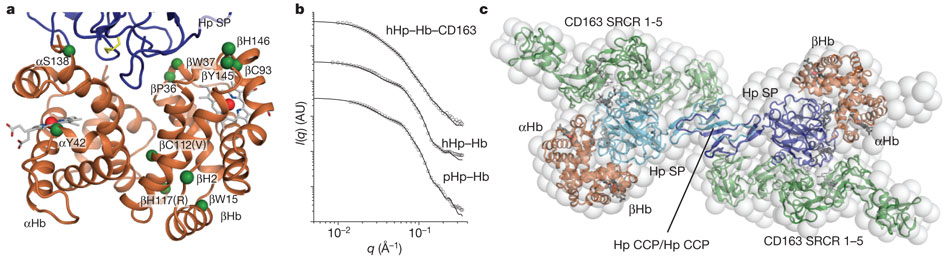 a
Hp SP
αS138
βH146
βW37
βY145
βC93
βP36
αY42
βC112(V)
βH2
βH117(R)
βW15
αHb
βHb
b
I(q) (AU)
hHp–Hb–CD163
hHp–Hb
pHp–Hb
10⁻² 10⁻¹
q (Å⁻¹)
c
CD163 SRCR 1-5
βHb
Hp SP
αHb
αHb
Hp SP
βHb
Hp CCP/Hp CCP
CD163 SRCR 1–5